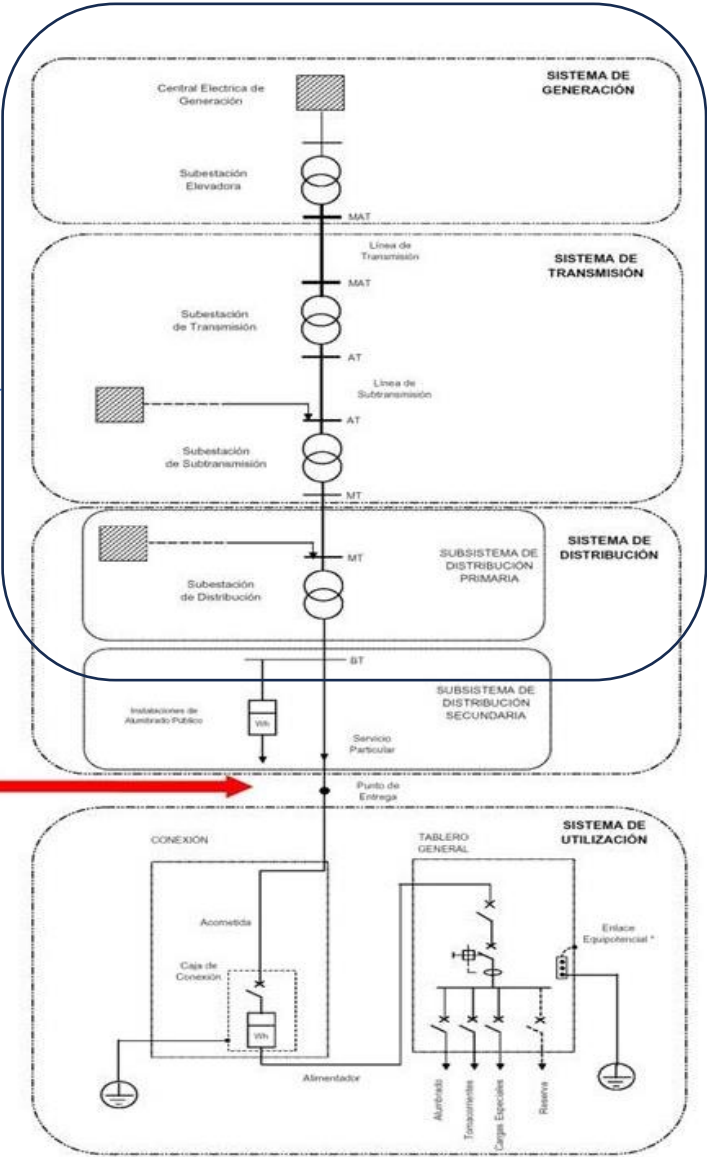 SISTEMA DE
GENERACIÓN
Central Electrica de
Generación
Subestación
Elevadora
MAT
Línea de
Transmisión
SISTEMA DE
TRANSMISIÓN
MAT
Subestación
de Transmisión
AT
Línea de
Subtransmisión
AT
Subestación
de Subtransmisión
MT
SISTEMA DE
DISTRIBUCIÓN
SUBSISTEMA DE
DISTRIBUCIÓN
PRIMARIA
MT
Subestación
de Distribución
BT
SUBSISTEMA DE
DISTRIBUCIÓN
SECUNDARIA
Instalaciones de
Alumbrado Público
Wh
Servicio
Particular
Punto de
Entrega
SISTEMA DE
UTILIZACIÓN
CONEXIÓN
TABLERO
GENERAL
Acometida
Enlace
Equipotencial *
Caja de
Conexión
Wh
Alimentador
Alumbrado
Tomacorrientes
Cargas Especiales
Reserva